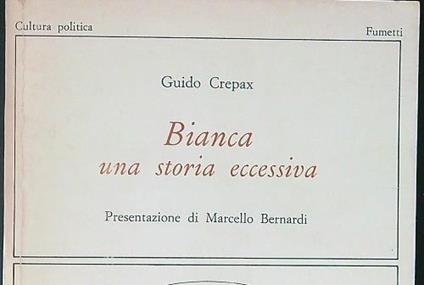 Cultura politica
Fumetti
Guido Crepax
Bianca
una storia eccessiva
Presentazione di Marcello Bernardi